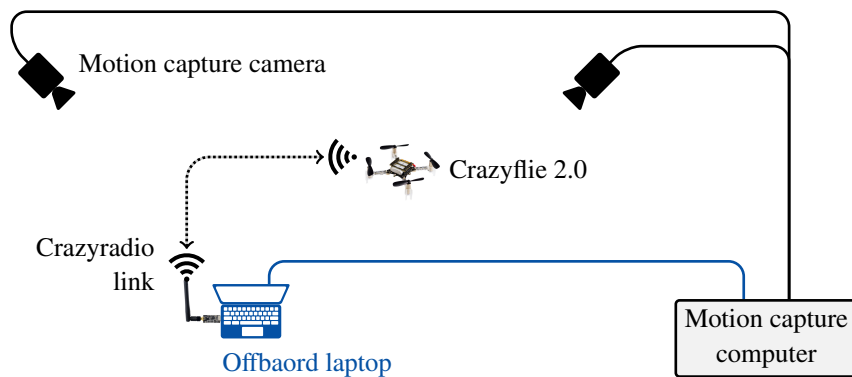 Motion capture camera
Crazyflie 2.0
Crazyradio
link
Offbaord laptop
Motion capture
computer